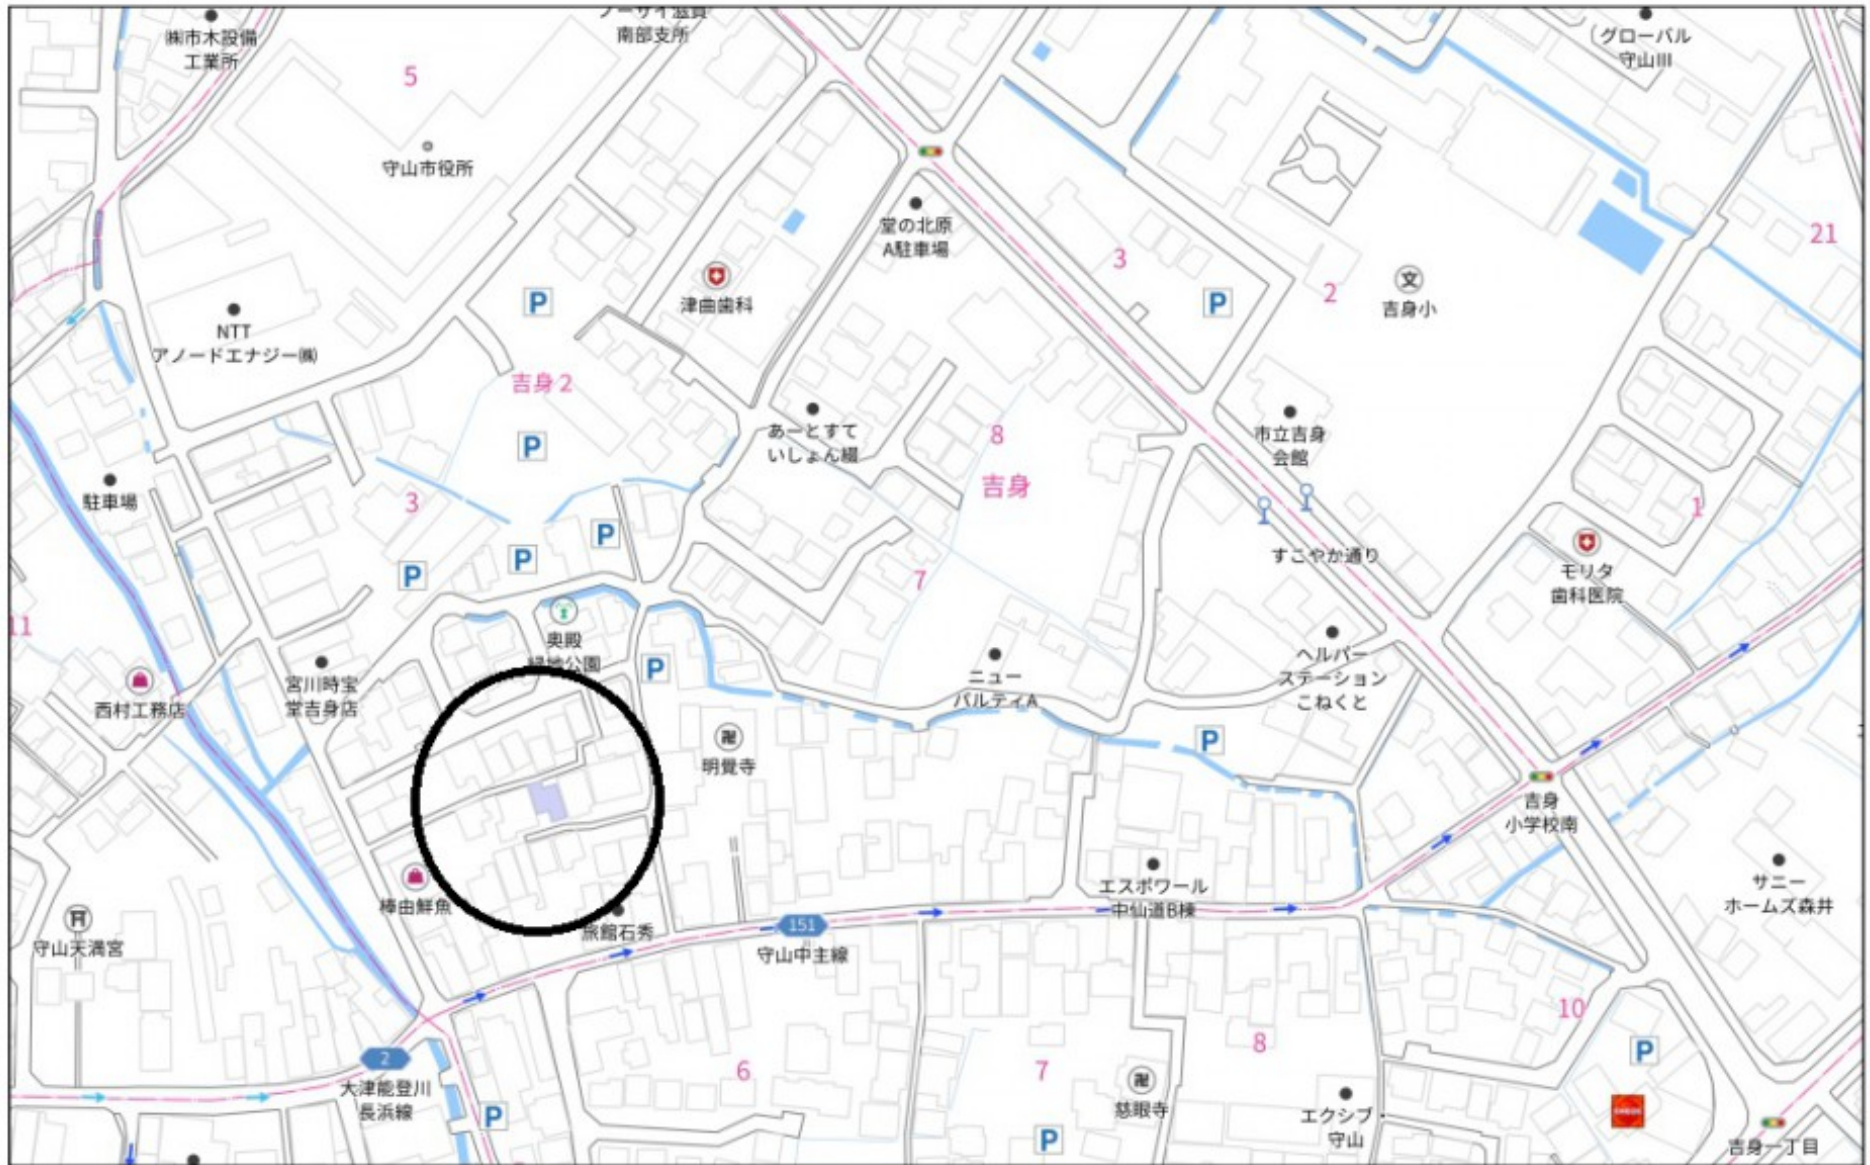 ㈱市木設備
工業所
ノーサイ滋賀
南部支所
グローバル
守山III
5
守山市役所
堂の北原
A駐車場
3
21
2
吉身小
津曲歯科
P
P
NTT
アノードエナジー㈱
吉身2
あーとすて
いしょん綴
8
市立吉身
会館
P
吉身
駐車場
3
1
P
すこやか通り
P
P
7
モリタ
歯科医院
11
奥殿
緑地公園
P
ニュー
パルティA
ヘルパー
ステーション
こねくと
宮川時宝
堂吉身店
西村工務店
明覺寺
P
吉身
小学校南
棒由鮮魚
エスポワール
中仙道B棟
サニー
ホームズ森井
守山天満宮
旅館石秀
151
守山中主線
10
2
大津能登川
長浜線
6
7
8
P
慈眼寺
エクシブ・
守山
ENEOS
P
P
吉身一丁目